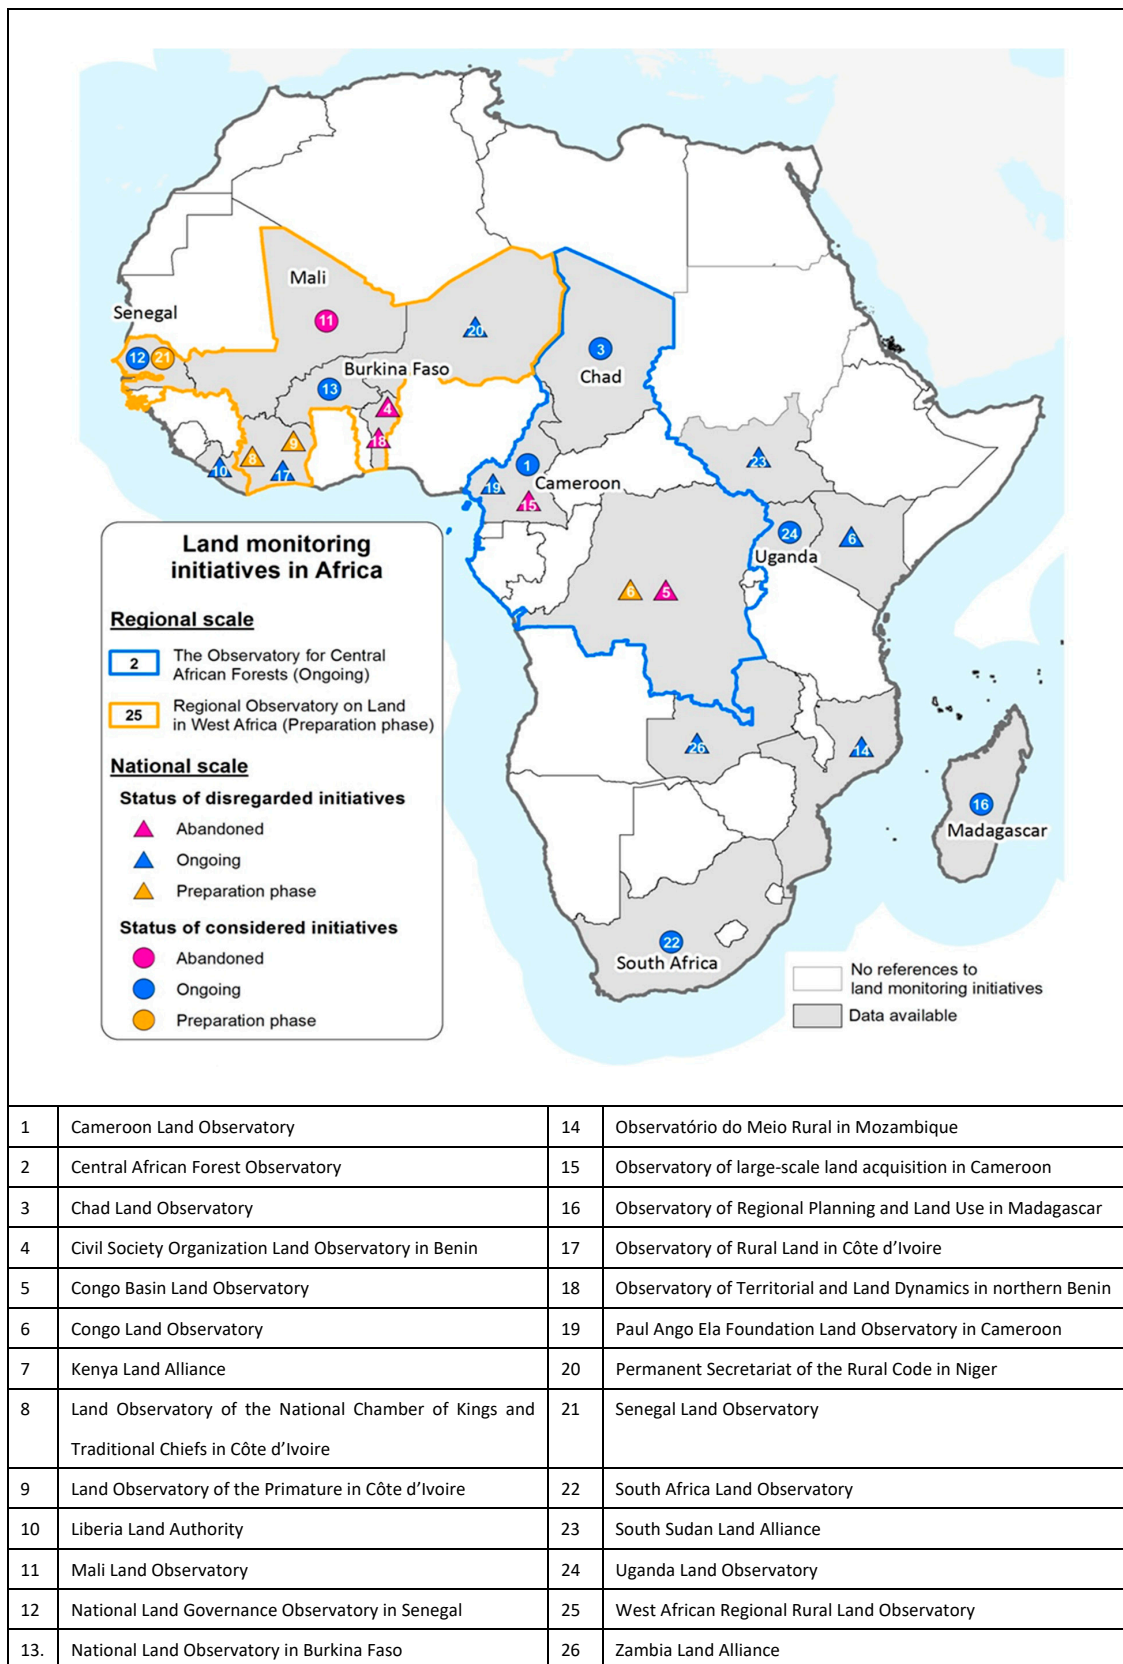 Mali
Senegal
11
20
12
21
3
Burkina Faso
Chad
13
4
9
18
8
10
17
1
23
Cameroon
19
15
24
6
Uganda
6
5
26
14
16
Madagascar
22
South Africa
Land monitoring
initiatives in Africa
Regional scale
2
The Observatory for Central
African Forests (Ongoing)
25
Regional Observatory on Land
in West Africa (Preparation phase)
National scale
Status of disregarded initiatives
Abandoned
Ongoing
Preparation phase
Status of considered initiatives
Abandoned
Ongoing
Preparation phase
No references to
land monitoring initiatives
Data available
1 Cameroon Land Observatory 14 Observatório do Meio Rural in Mozambique
2 Central African Forest Observatory 15 Observatory of large-scale land acquisition in Cameroon
3 Chad Land Observatory 16 Observatory of Regional Planning and Land Use in Madagascar
4 Civil Society Organization Land Observatory in Benin 17 Observatory of Rural Land in Côte d’Ivoire
5 Congo Basin Land Observatory 18 Observatory of Territorial and Land Dynamics in northern Benin
6 Congo Land Observatory 19 Paul Ango Ela Foundation Land Observatory in Cameroon
7 Kenya Land Alliance 20 Permanent Secretariat of the Rural Code in Niger
8 Land Observatory of the National Chamber of Kings and 21 Senegal Land Observatory
Traditional Chiefs in Côte d’Ivoire
9 Land Observatory of the Primature in Côte d’Ivoire 22 South Africa Land Observatory
10 Liberia Land Authority 23 South Sudan Land Alliance
11 Mali Land Observatory 24 Uganda Land Observatory
12 National Land Governance Observatory in Senegal 25 West African Regional Rural Land Observatory
13. National Land Observatory in Burkina Faso 26 Zambia Land Alliance